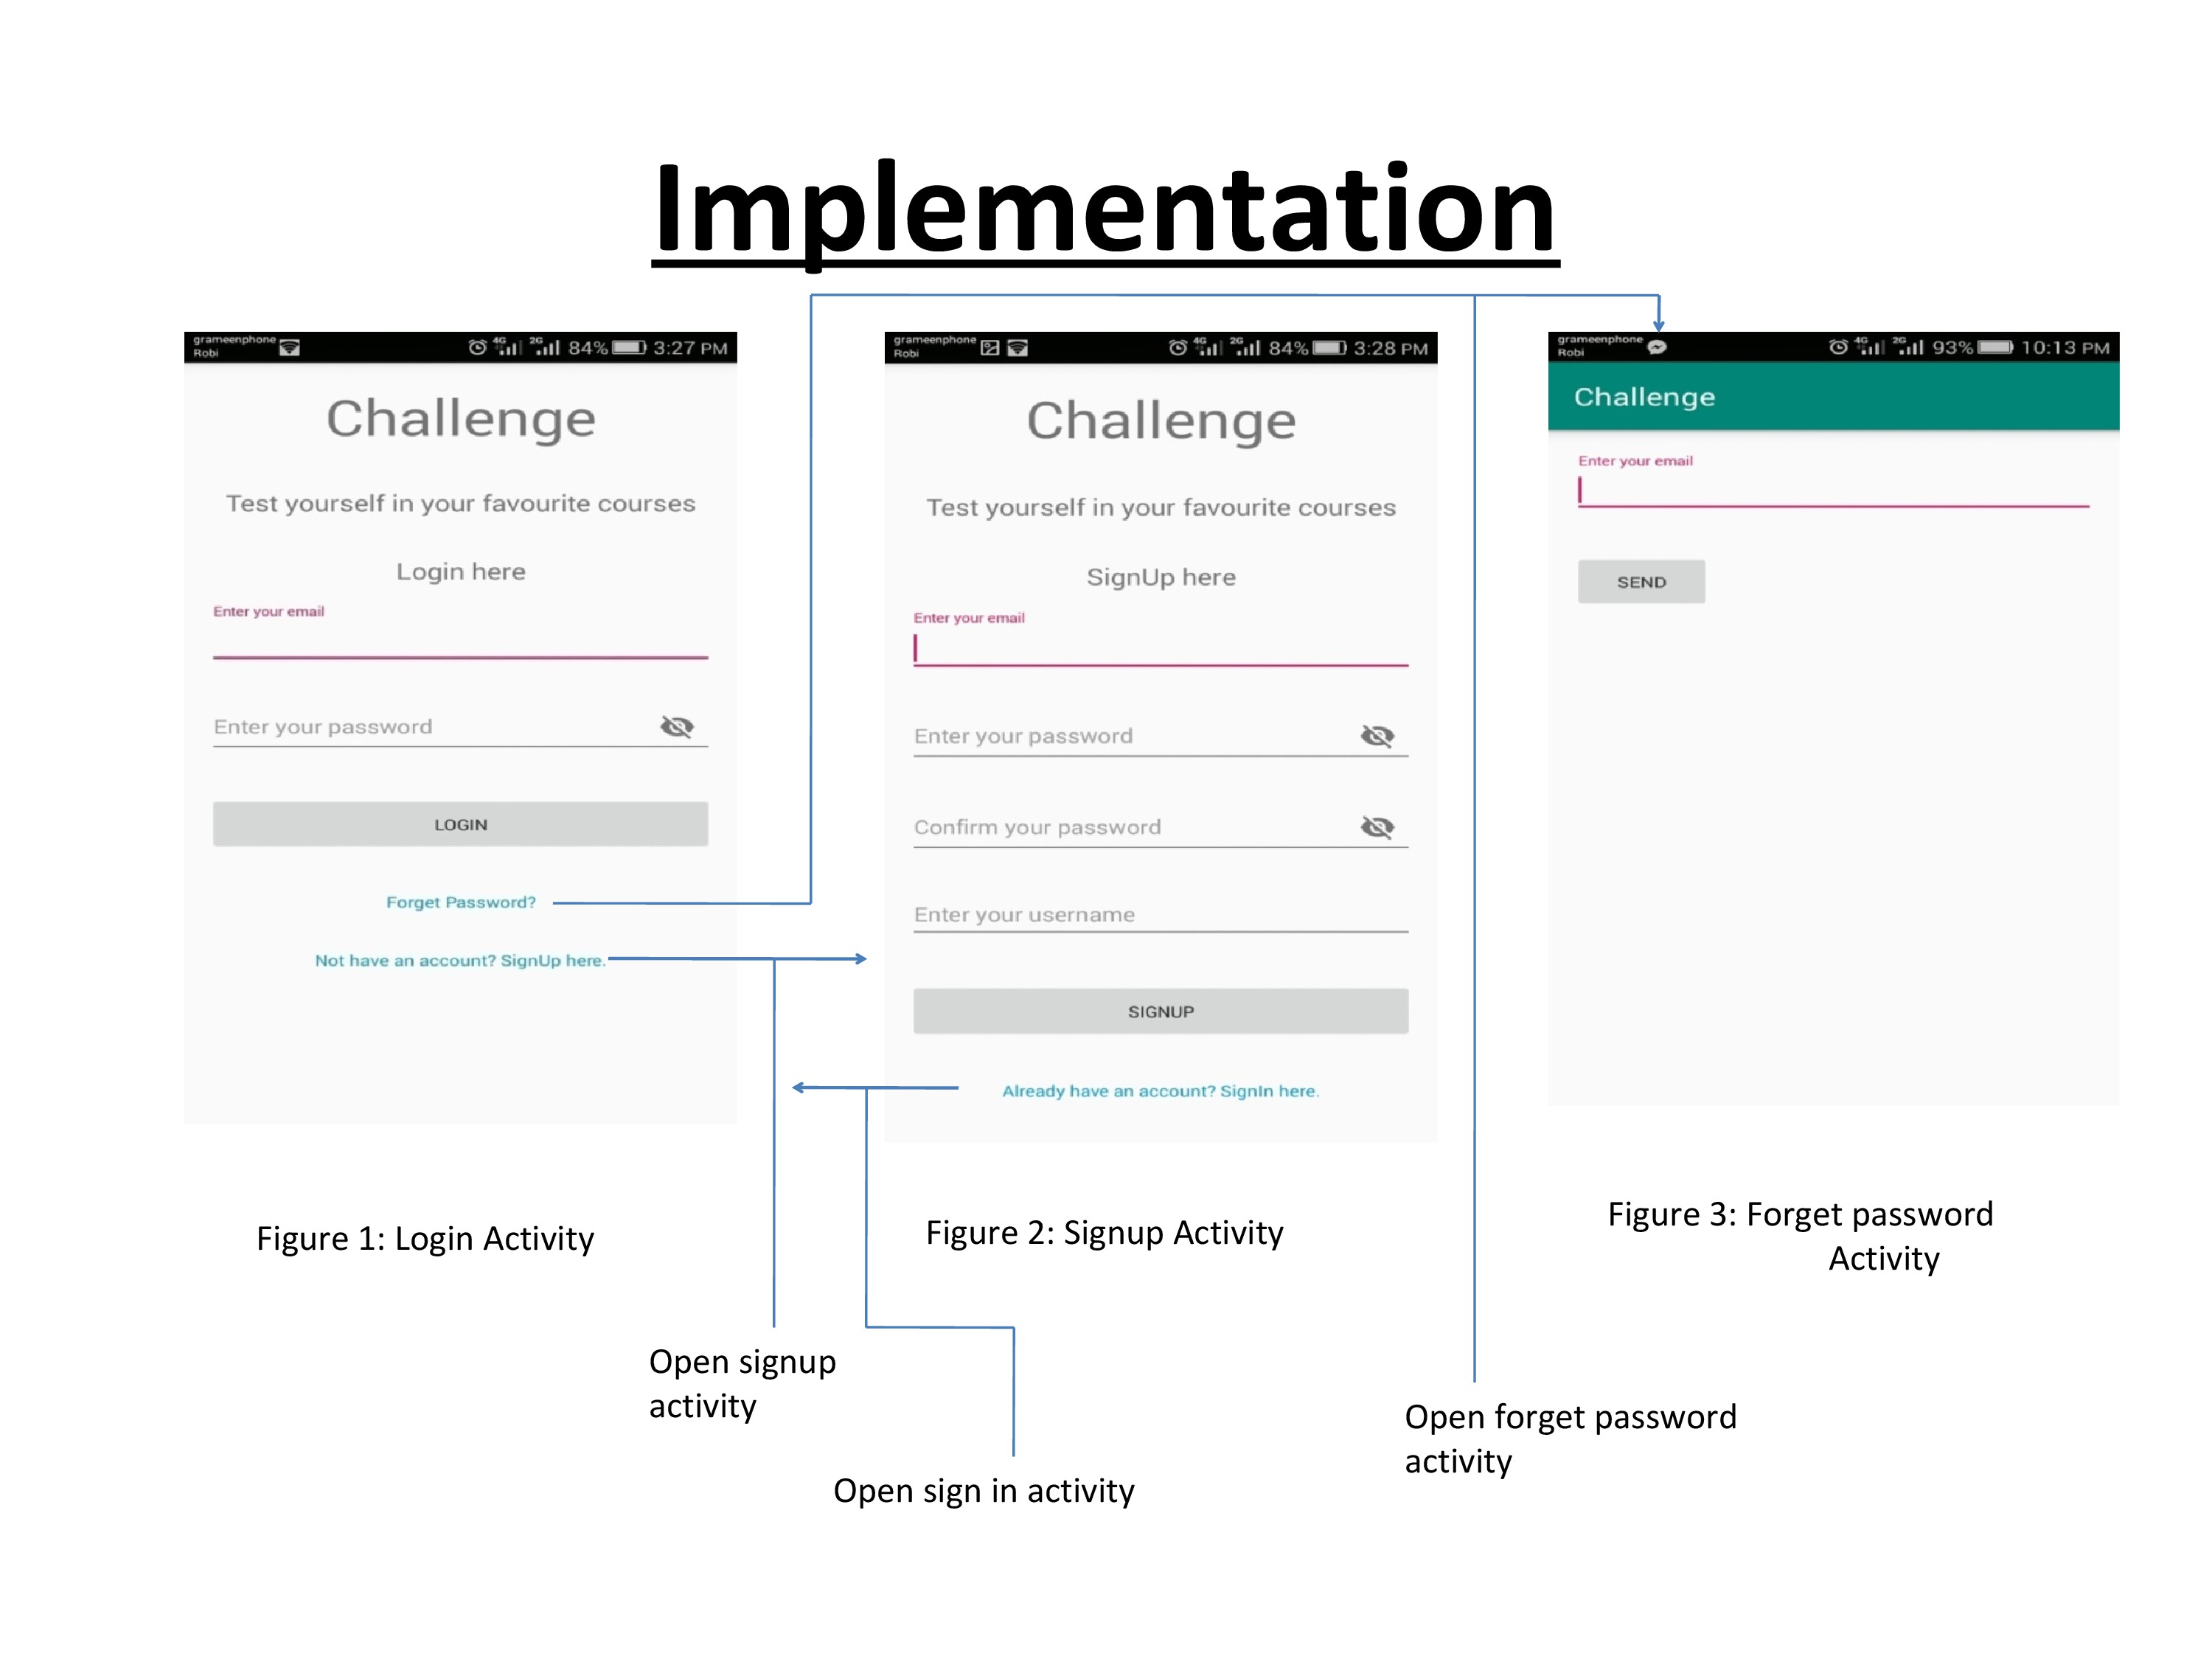 Implementation
grameenphone
Robi
4G 2G 84% 3:27 PM
Challenge
Test yourself in your favourite courses
Login here
Enter your email
Enter your password
LOGIN
Forget Password?
Not have an account? SignUp here.
Figure 1: Login Activity
grameenphone
Robi
4G 2G 84% 3:28 PM
Challenge
Test yourself in your favourite courses
SignUp here
Enter your email
Enter your password
Confirm your password
Enter your username
SIGNUP
Already have an account? SignIn here.
Figure 2: Signup Activity
grameenphone
Robi
4G 2G 93% 10:13 PM
Challenge
Enter your email
SEND
Figure 3: Forget password
Activity
Open signup
activity
Open sign in activity
Open forget password
activity